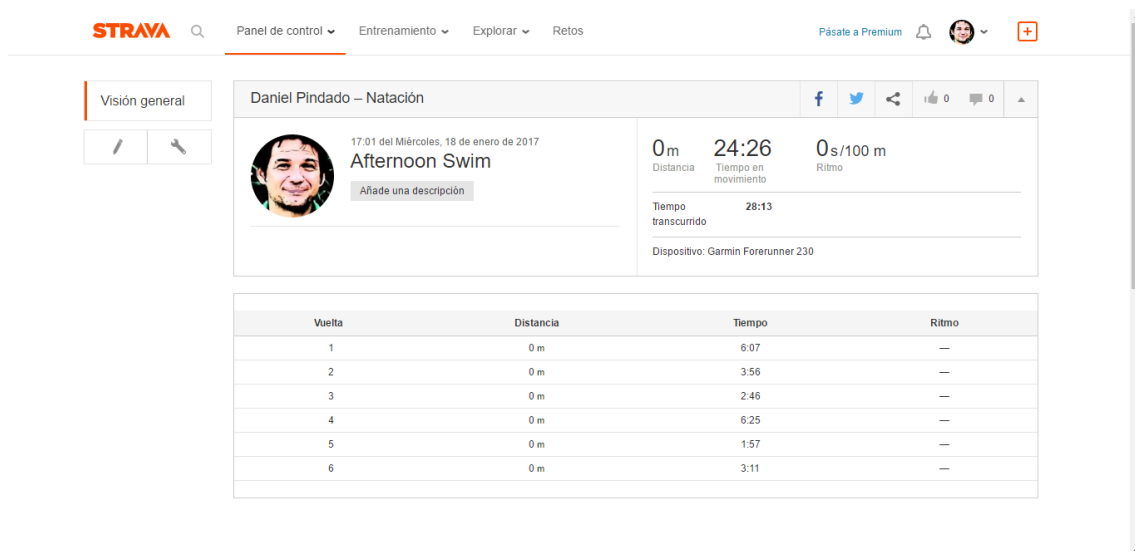 STRAVA Panel de control Entrenamiento Explorar Retos Pásate a Premium
Visión general
Daniel Pindado – Natación 0 0
17:01 del Miércoles, 18 de enero de 2017
Afternoon Swim
Añade una descripción
0m 24:26 0s/100 m
Distancia Tiempo en movimiento Ritmo
Tiempo transcurrido 28:13
Dispositivo: Garmin Forerunner 230
Vuelta Distancia Tiempo Ritmo
1 0 m 6:07 —
2 0 m 3:56 —
3 0 m 2:46 —
4 0 m 6:25 —
5 0 m 1:57 —
6 0 m 3:11 —